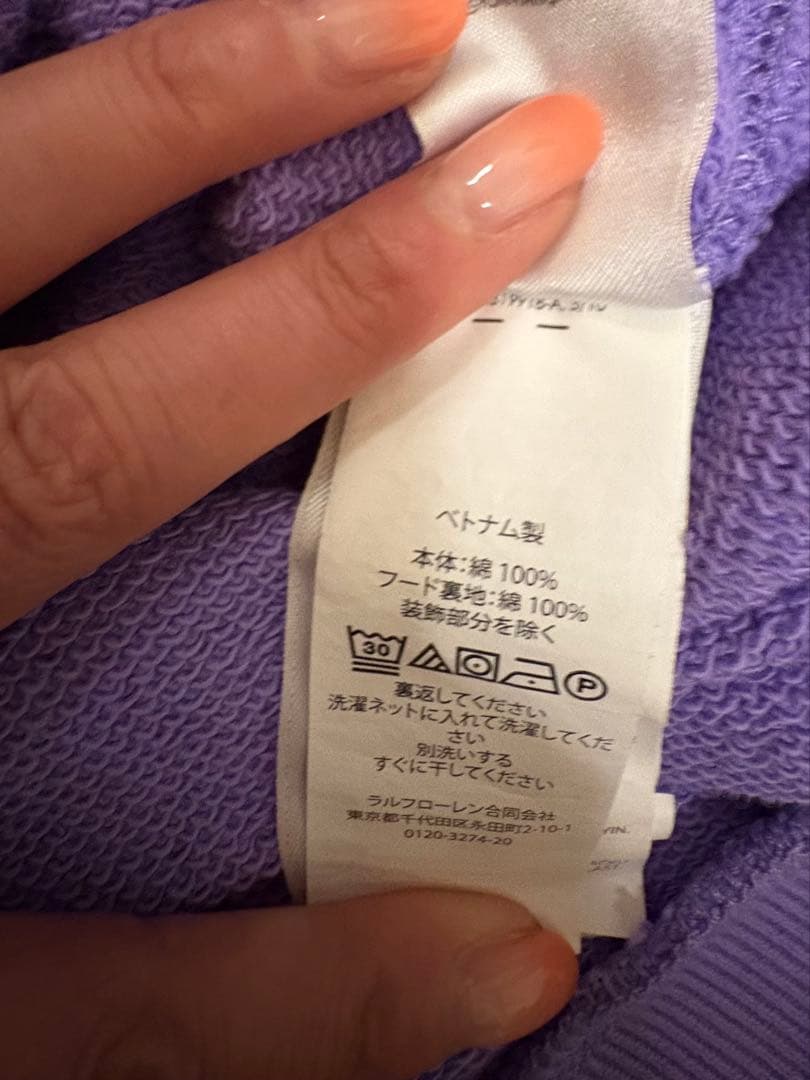 ベトナム製
本体：綿 100%
フード裏地：綿 100%
装飾部分を除く
30 P
裏返してください
洗濯ネットに入れて洗濯してくだ
さい
別洗いする
すぐに干してください
ラルフローレン合同会社
東京都千代田区永田町2-10-1
0120-3274-20